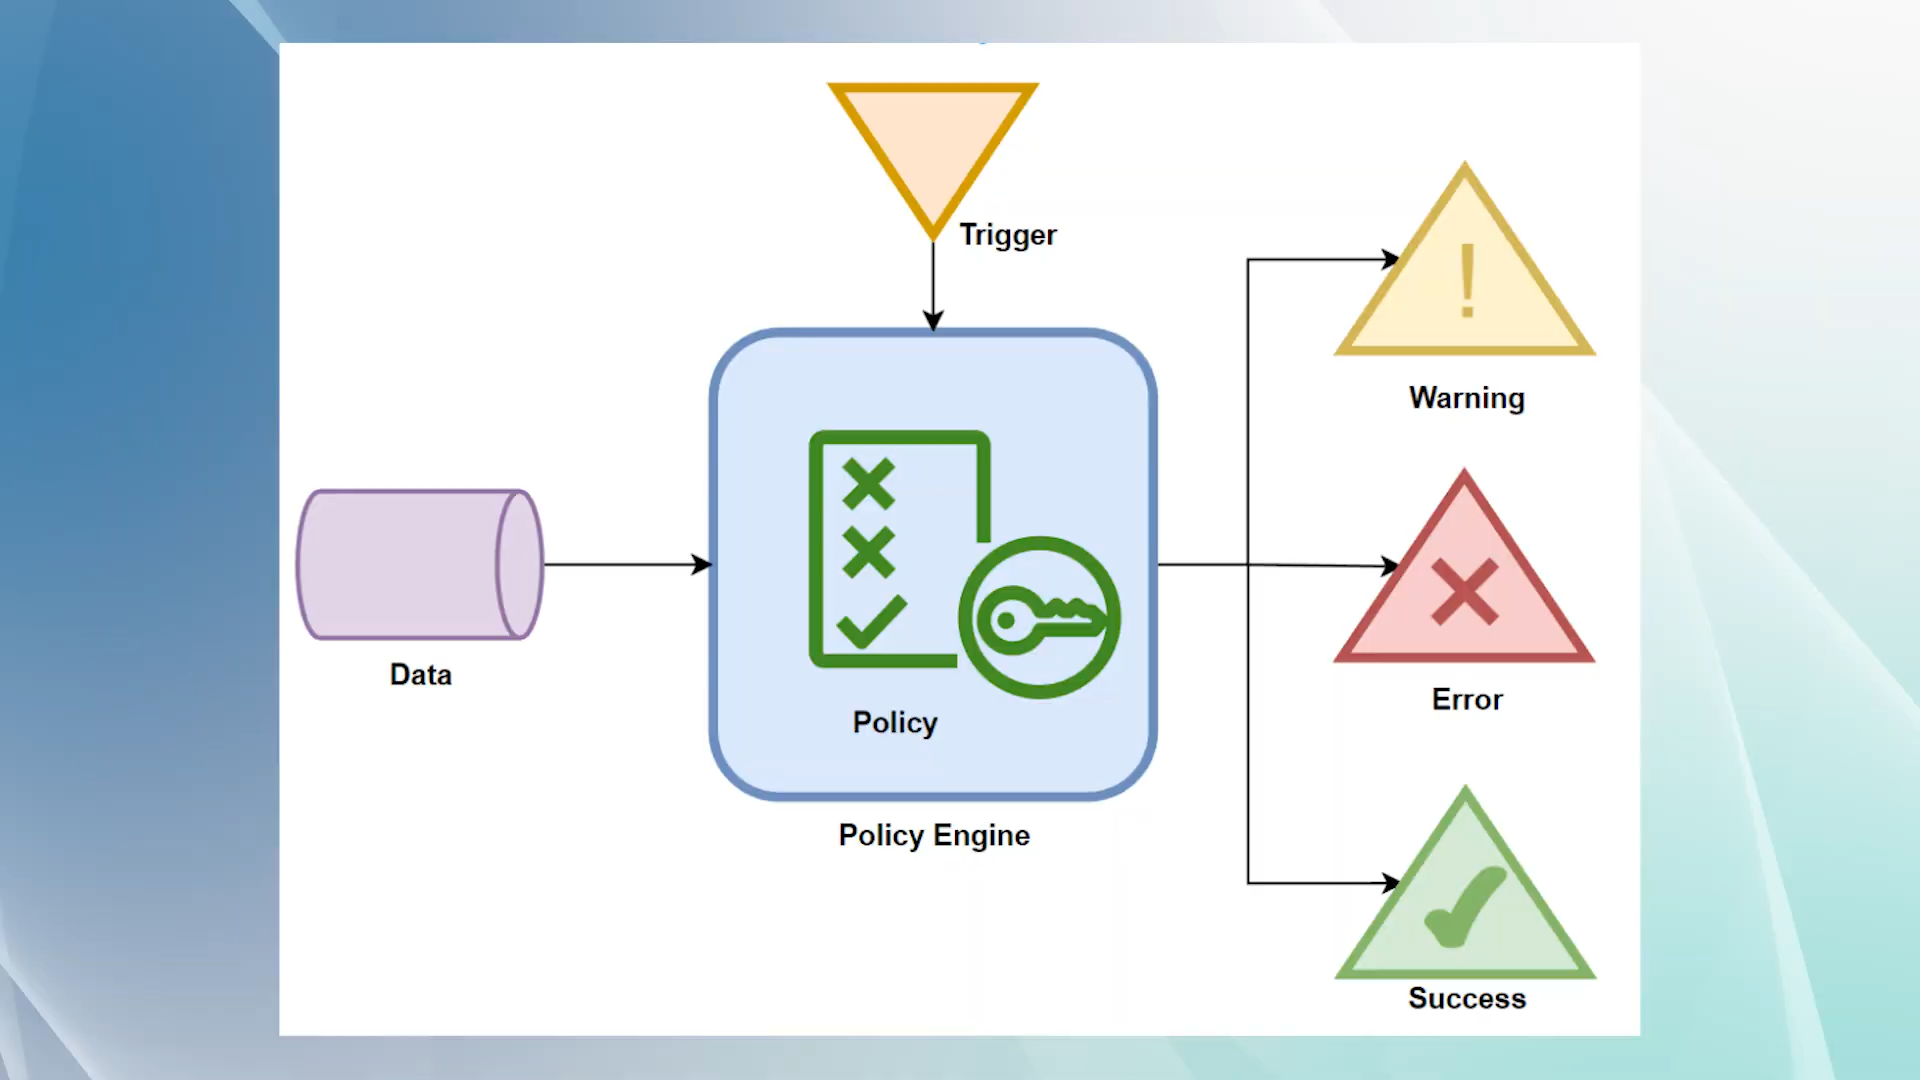 Trigger
Warning
Data
Policy
Error
Policy Engine
Success